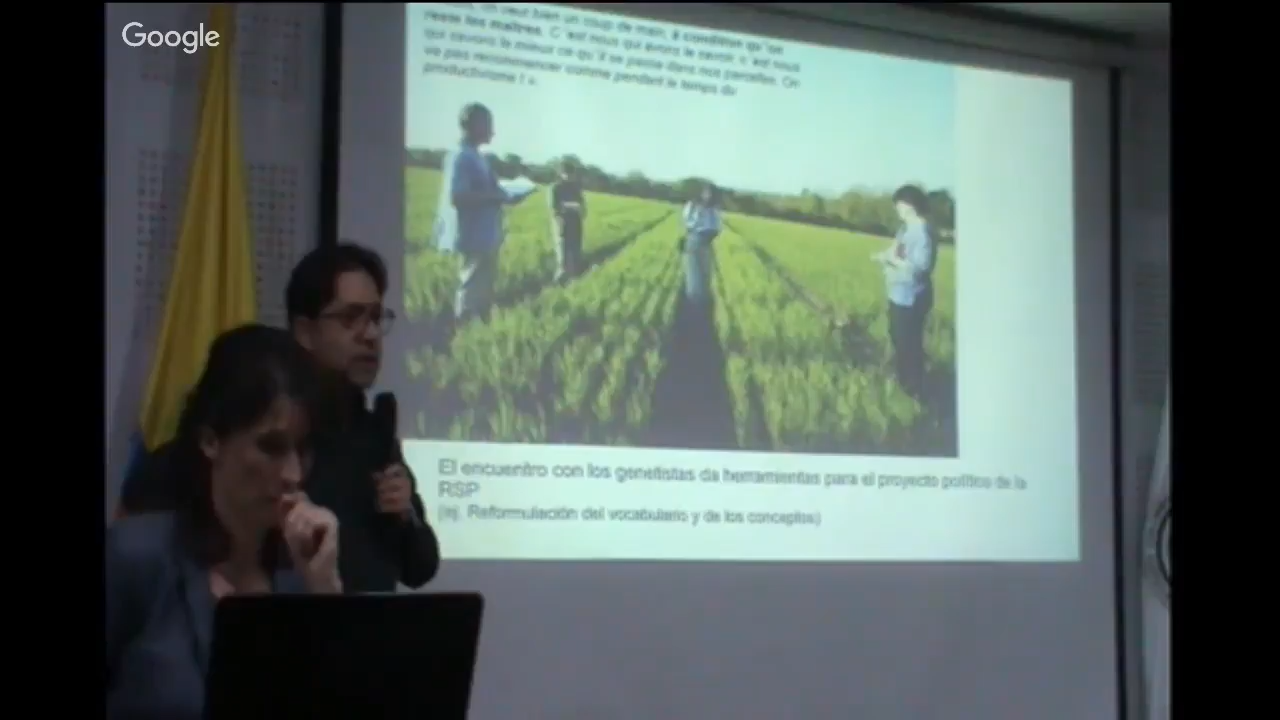 Google
on veut bien un coup de main, à condition qu'on
reste les maîtres. C'est nous qui avons le savoir, c'est nous
qui savons le mieux ce qu'il se passe dans nos parcelles. On
va pas recommencer comme pendant le temps du
productivisme ! ».
El encuentro con los genetistas da herramientas para el proyecto político de la
RSP
(ej. Reformulación del vocabulario y de los conceptos)